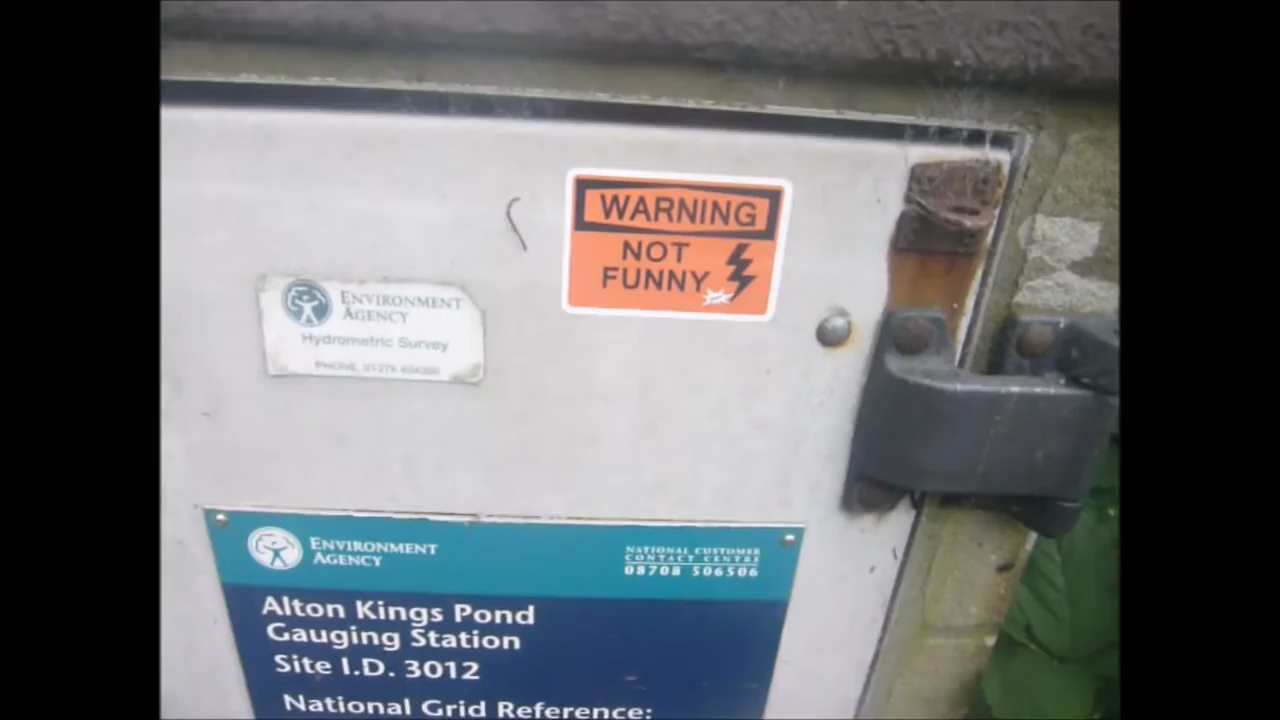 WARNING
NOT
FUNNY
ENVIRONMENT
AGENCY
Hydrometric Survey
PHONE.
ENVIRONMENT
AGENCY
NATIONAL CUSTOMER
CONTACT CENTRE
08708 506506
Alton Kings Pond
Gauging Station
Site I.D. 3012
National Grid Reference: